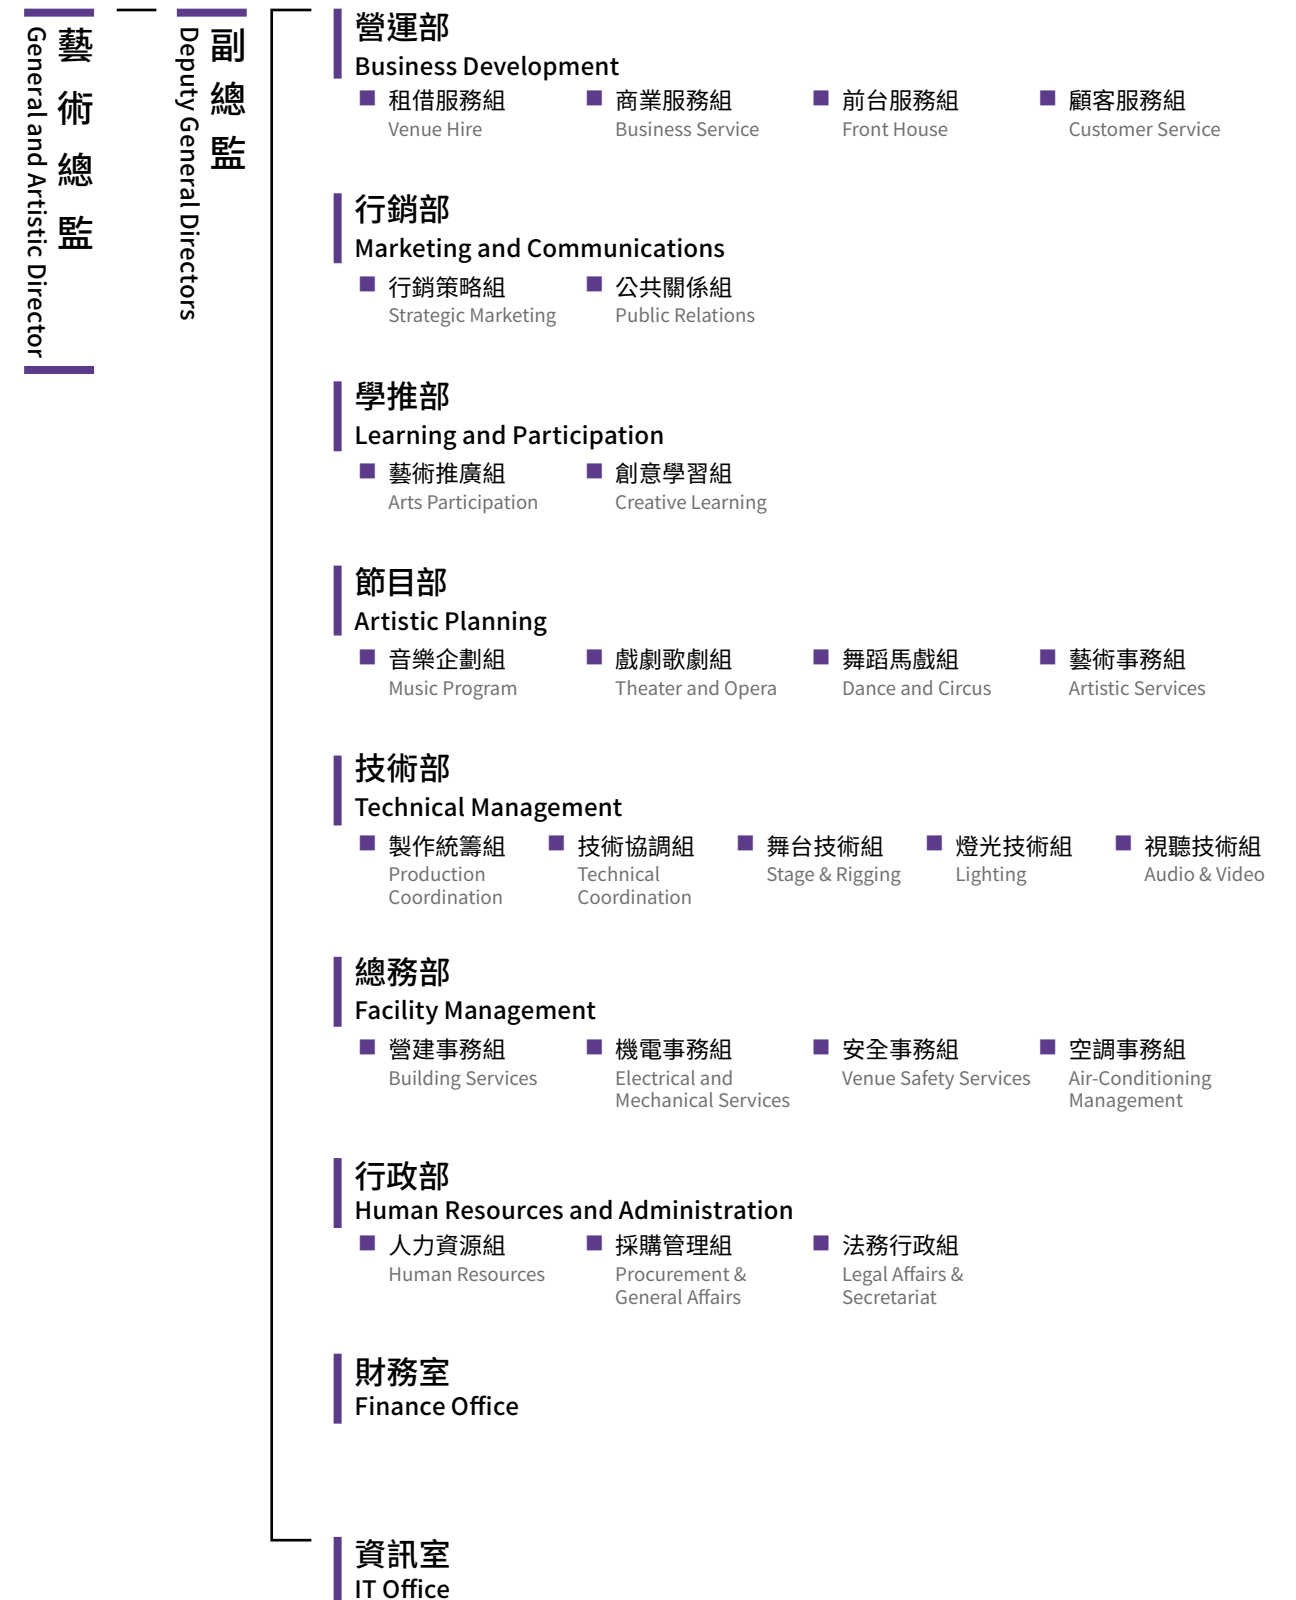 藝術總監
General and Artistic Director
副總監
Deputy General Directors
營運部
Business Development
租借服務組
Venue Hire
商業服務組
Business Service
前台服務組
Front House
顧客服務組
Customer Service
行銷部
Marketing and Communications
行銷策略組
Strategic Marketing
公共關係組
Public Relations
學推部
Learning and Participation
藝術推廣組
Arts Participation
創意學習組
Creative Learning
節目部
Artistic Planning
音樂企劃組
Music Program
戲劇歌劇組
Theater and Opera
舞蹈馬戲組
Dance and Circus
藝術事務組
Artistic Services
技術部
Technical Management
製作統籌組
Production
Coordination
技術協調組
Technical
Coordination
舞台技術組
Stage & Rigging
燈光技術組
Lighting
視聽技術組
Audio & Video
總務部
Facility Management
營建事務組
Building Services
機電事務組
Electrical and
Mechanical Services
安全事務組
Venue Safety Services
空調事務組
Air-Conditioning
Management
行政部
Human Resources and Administration
人力資源組
Human Resources
採購管理組
Procurement &
General Affairs
法務行政組
Legal Affairs &
Secretariat
財務室
Finance Office
資訊室
IT Office